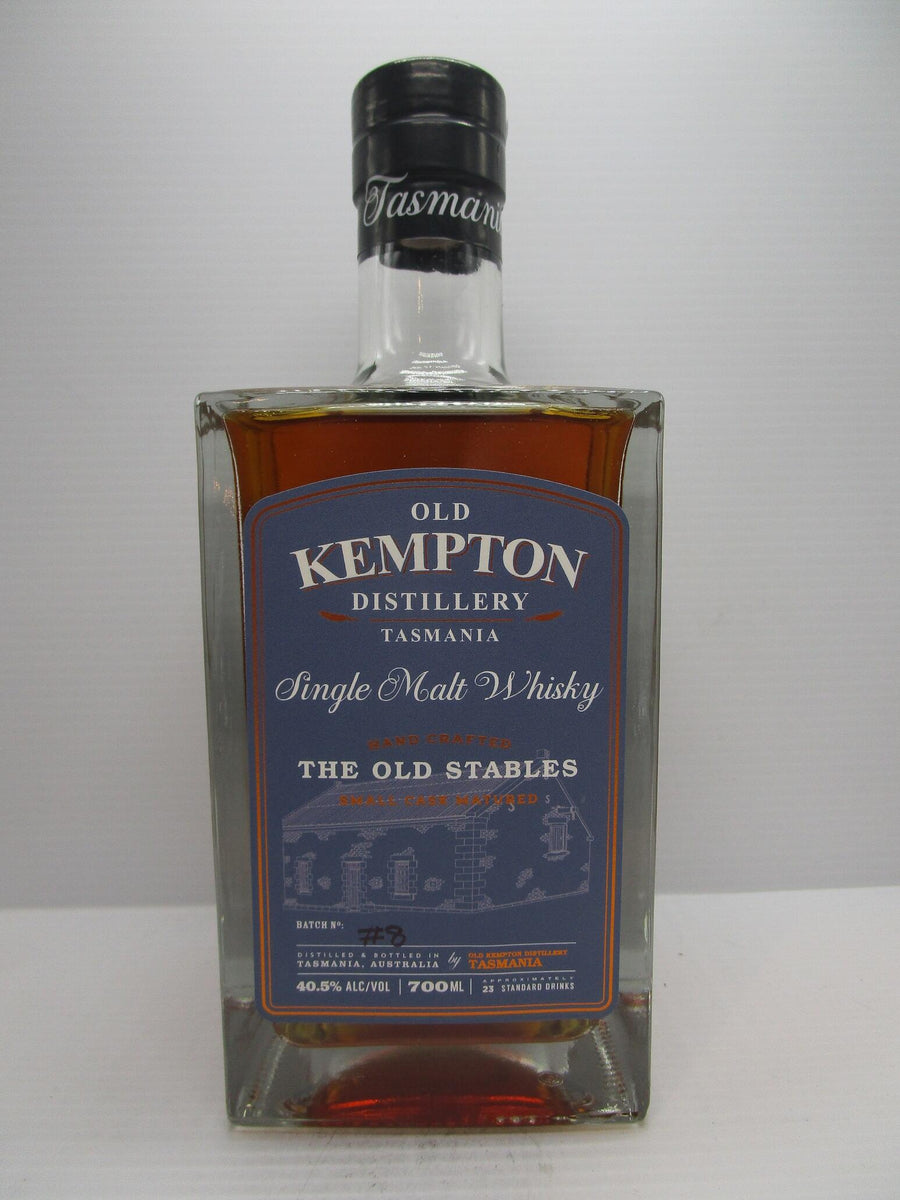 Tasmani
OLD
KEMPTON
DISTILLERY
TASMANIA
Single Malt Whisky
HAND CRAFTED
THE OLD STABLES
SMALL CASK MATURED
BATCH Nº: #8
DISTILLED & BOTTLED IN
TASMANIA, AUSTRALIA
by
OLD KEMPTON DISTILLERY
TASMANIA
40.5% ALC/VOL | 700ML |
APPROXIMATELY
23 STANDARD DRINKS